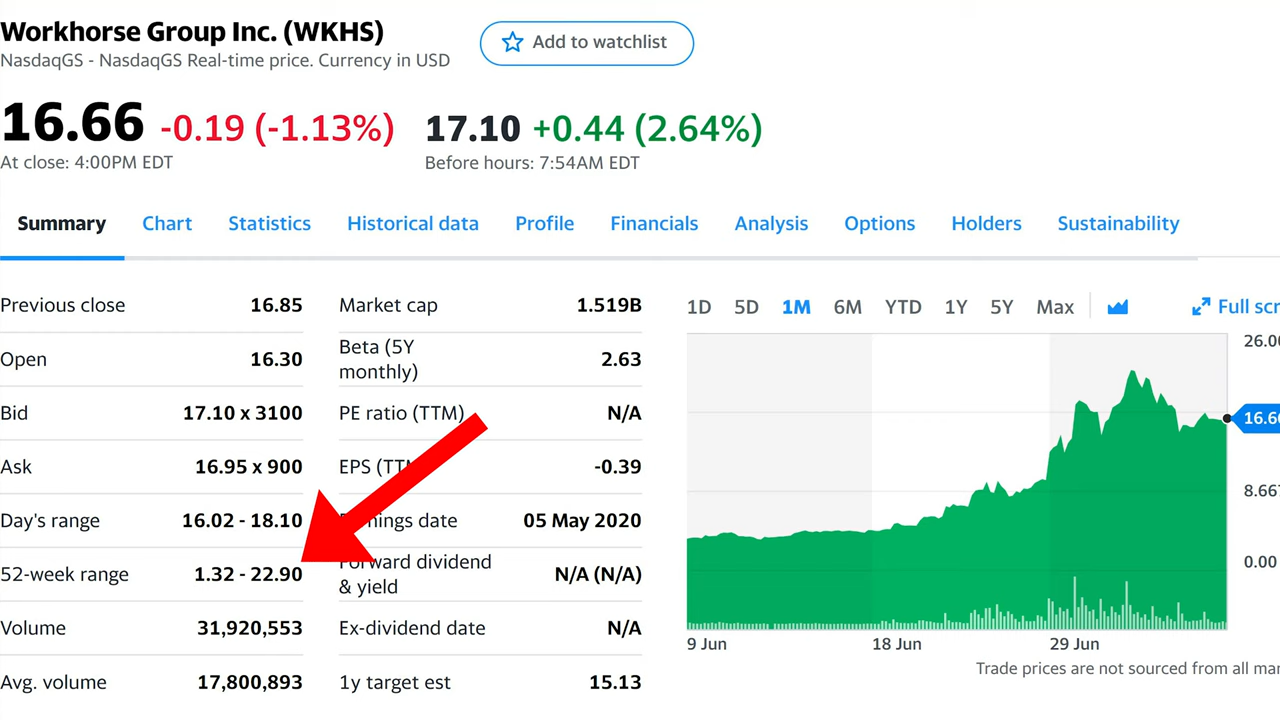 Workhorse Group Inc. (WKHS)
Add to watchlist
NasdaqGS - NasdaqGS Real-time price. Currency in USD
16.66 -0.19 (-1.13%)
17.10 +0.44 (2.64%)
At close: 4:00PM EDT
Before hours: 7:54AM EDT
Summary Chart Statistics Historical data Profile Financials Analysis Options Holders Sustainability
Previous close 16.85
Open 16.30
Bid 17.10 x 3100
Ask 16.95 x 900
Day's range 16.02 - 18.10
52-week range 1.32 - 22.90
Volume 31,920,553
Avg. volume 17,800,893
Market cap 1.519B
Beta (5Y
monthly) 2.63
PE ratio (TTM) N/A
EPS -0.39
date 05 May 2020
Forward dividend
& yield N/A (N/A)
Ex-dividend date N/A
1y target est 15.13
1D 5D 1M 6M YTD 1Y 5Y Max
Full
16.6
0.00
9 Jun 18 Jun 29 Jun
Trade prices are not sourced from all